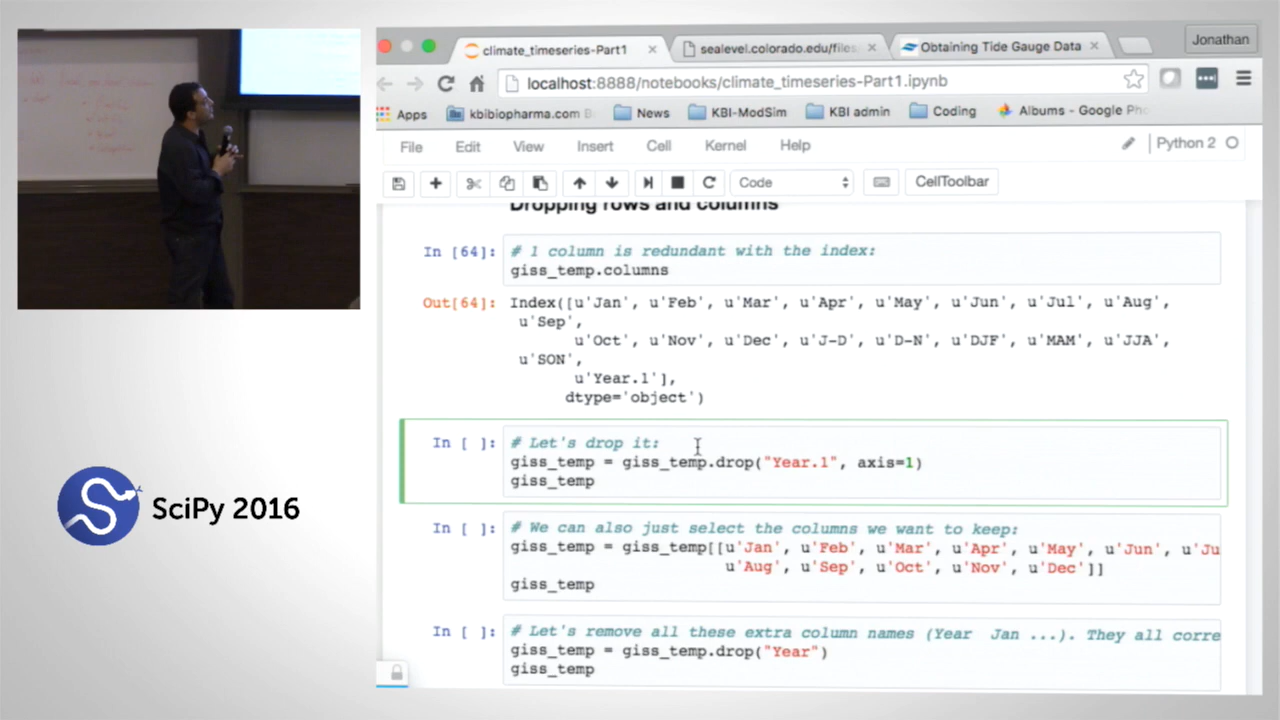 climate_timeseries-Part1
sealevel.colorado.edu/files
Obtaining Tide Gauge Data
Jonathan
localhost:8888/notebooks/climate_timeseries-Part1.ipynb
Apps kbibiopharma.com News KBI-ModSim KBI admin Coding Albums - Google Pho
File Edit View Insert Cell Kernel Help Python 2
Code CellToolbar
Dropping rows and columns
In [64]: # 1 column is redundant with the index:
giss_temp.columns
Out[64]: Index([u'Jan', u'Feb', u'Mar', u'Apr', u'May', u'Jun', u'Jul', u'Aug',
u'Sep',
u'Oct', u'Nov', u'Dec', u'J-D', u'D-N', u'DJF', u'MAM', u'JJA',
u'SON',
u'Year.1'],
dtype='object')
In [ ]: # Let's drop it:
giss_temp = giss_temp.drop("Year.1", axis=1)
giss_temp
In [ ]: # We can also just select the columns we want to keep:
giss_temp = giss_temp[[u'Jan', u'Feb', u'Mar', u'Apr', u'May', u'Jun', u'Ju
u'Aug', u'Sep', u'Oct', u'Nov', u'Dec']]
giss_temp
In [ ]: # Let's remove all these extra column names (Year Jan ...). They all corre
giss_temp = giss_temp.drop("Year")
giss_temp
SciPy 2016